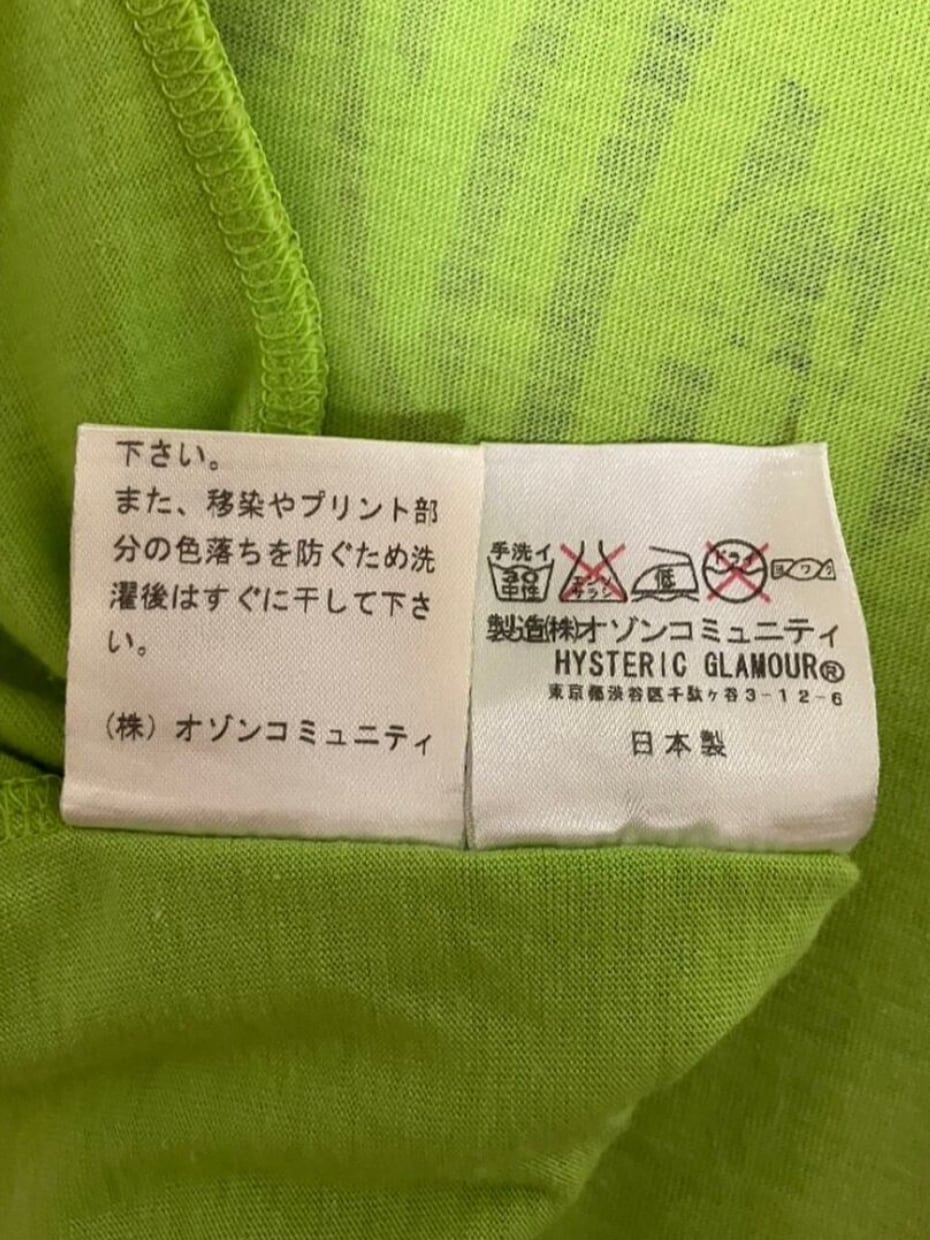 下さい。
また、移染やプリント部
分の色落ちを防ぐため洗
濯後はすぐに干して下さ
い。
(株) オゾンコミュニティ
手洗イ
30
中性
エンソ
サラシ
低
ドライ
ヨワク
製造(株)オゾンコミュニティ
HYSTERIC GLAMOUR®
東京都渋谷区千駄ヶ谷3-12-6
日本製